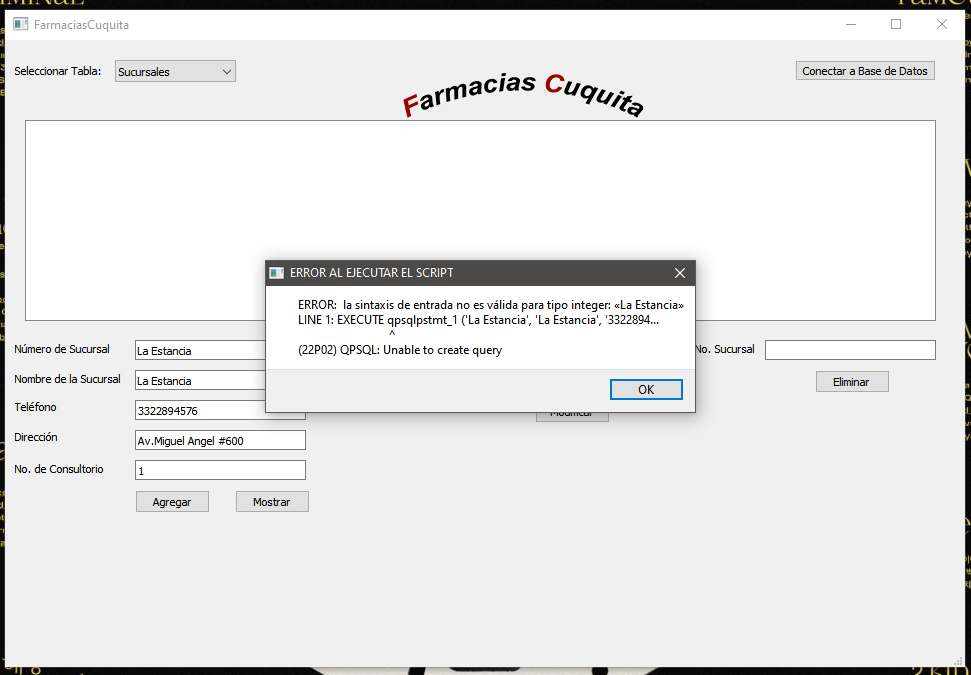 FarmaciasCuquita
Seleccionar Tabla:
Sucursales
Conectar a Base de Datos
Farmacias Cuquita
ERROR AL EJECUTAR EL SCRIPT
ERROR:  la sintaxis de entrada no es válida para tipo integer: «La Estancia»
LINE 1: EXECUTE qpsqlpstmt_1 ('La Estancia', 'La Estancia', '3322894...
^
(22P02) QPSQL: Unable to create query
OK
Número de Sucursal
La Estancia
No. Sucursal
Nombre de la Sucursal
La Estancia
Eliminar
Teléfono
3322894576
Modificar
Dirección
Av.Miguel Angel #600
No. de Consultorio
1
Agregar
Mostrar